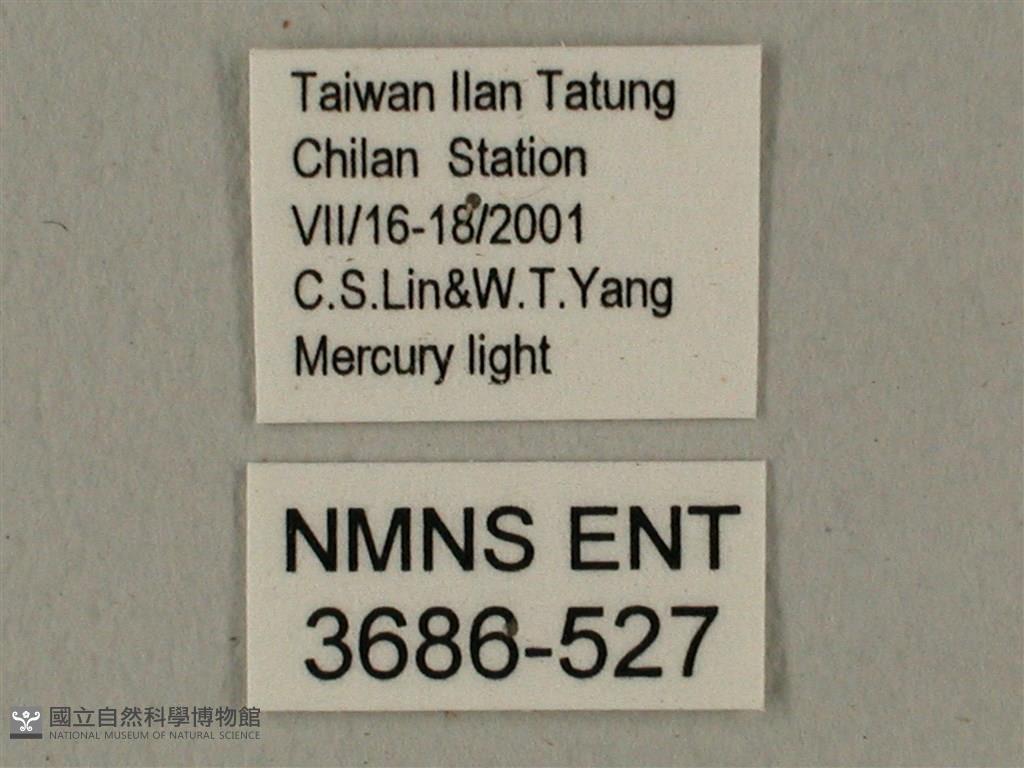 Taiwan Ilan Tatung
Chilan  Station
VII/16-18/2001
C.S.Lin&W.T.Yang
Mercury light
NMNS ENT
3686-527
國立自然科學博物館
NATIONAL MUSEUM OF NATURAL SCIENCE